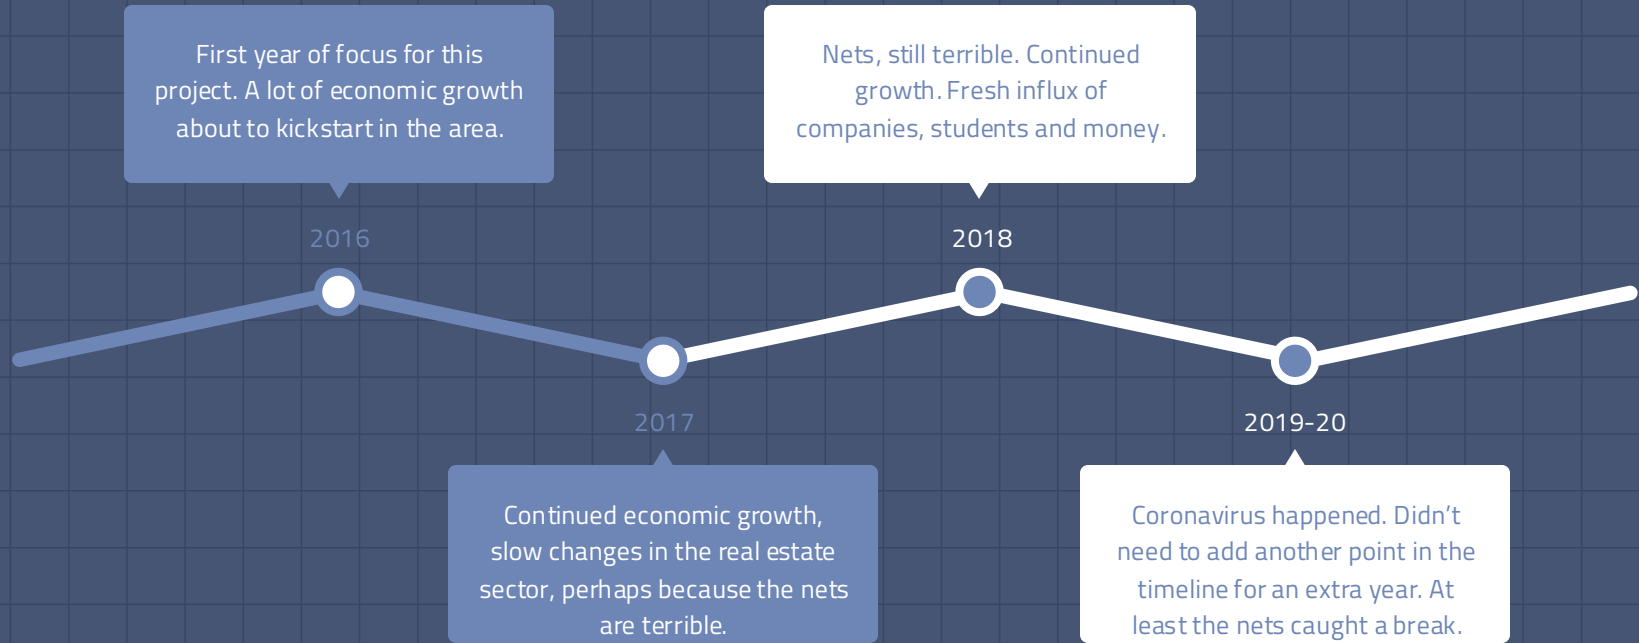 First year of focus for this
project. A lot of economic growth
about to kickstart in the area.
2016
Continued economic growth,
slow changes in the real estate
sector, perhaps because the nets
are terrible.
2017
Nets, still terrible. Continued
growth. Fresh influx of
companies, students and money.
2018
2019-20
Coronavirus happened. Didn’t
need to add another point in the
timeline for an extra year. At
least the nets caught a break.